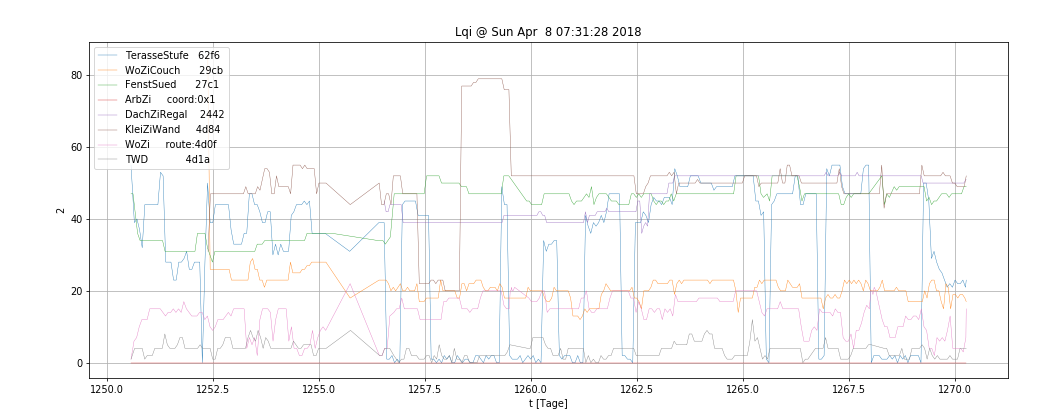 Lqi @ Sun Apr  8 07:31:28 2018
TerasseStufe   62f6
WoZiCouch      29cb
FenstSued      27c1
ArbZi     coord:0x1
DachZiRegal    2442
KleiZiWand     4d84
WoZi     route:4d0f
TWD            4d1a
80
60
40
20
0
2
1250.0 1252.5 1255.0 1257.5 1260.0 1262.5 1265.0 1267.5 1270.0
t [Tage]